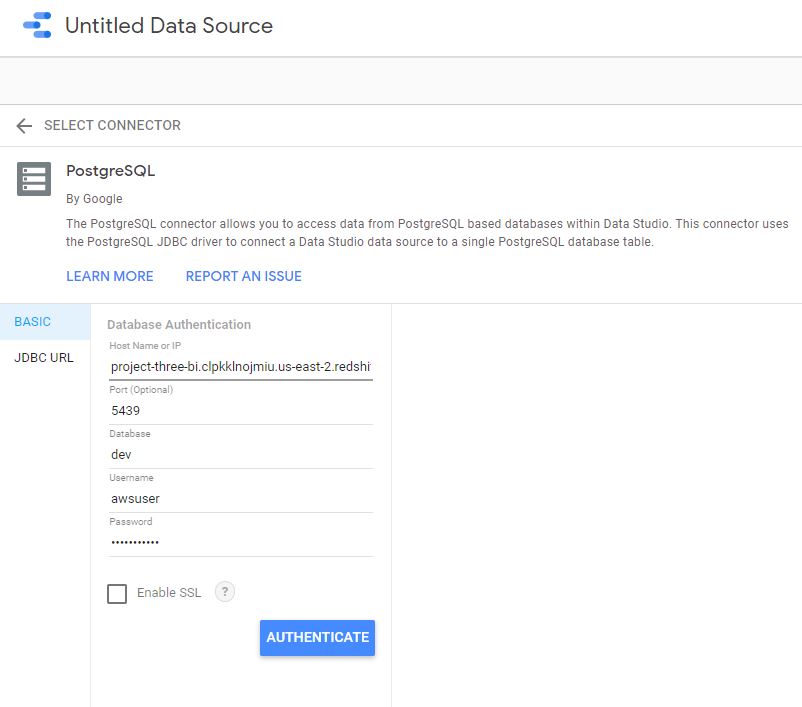 Untitled Data Source
SELECT CONNECTOR
PostgreSQL
By Google
The PostgreSQL connector allows you to access data from PostgreSQL based databases within Data Studio. This connector uses
the PostgreSQL JDBC driver to connect a Data Studio data source to a single PostgreSQL database table.
LEARN MORE REPORT AN ISSUE
BASIC
JDBC URL
Database Authentication
Host Name or IP
project-three-bi.clpkklnojmiu.us-east-2.redshi
Port (Optional)
5439
Database
dev
Username
awsuser
Password
•••••••••••
Enable SSL ?
AUTHENTICATE